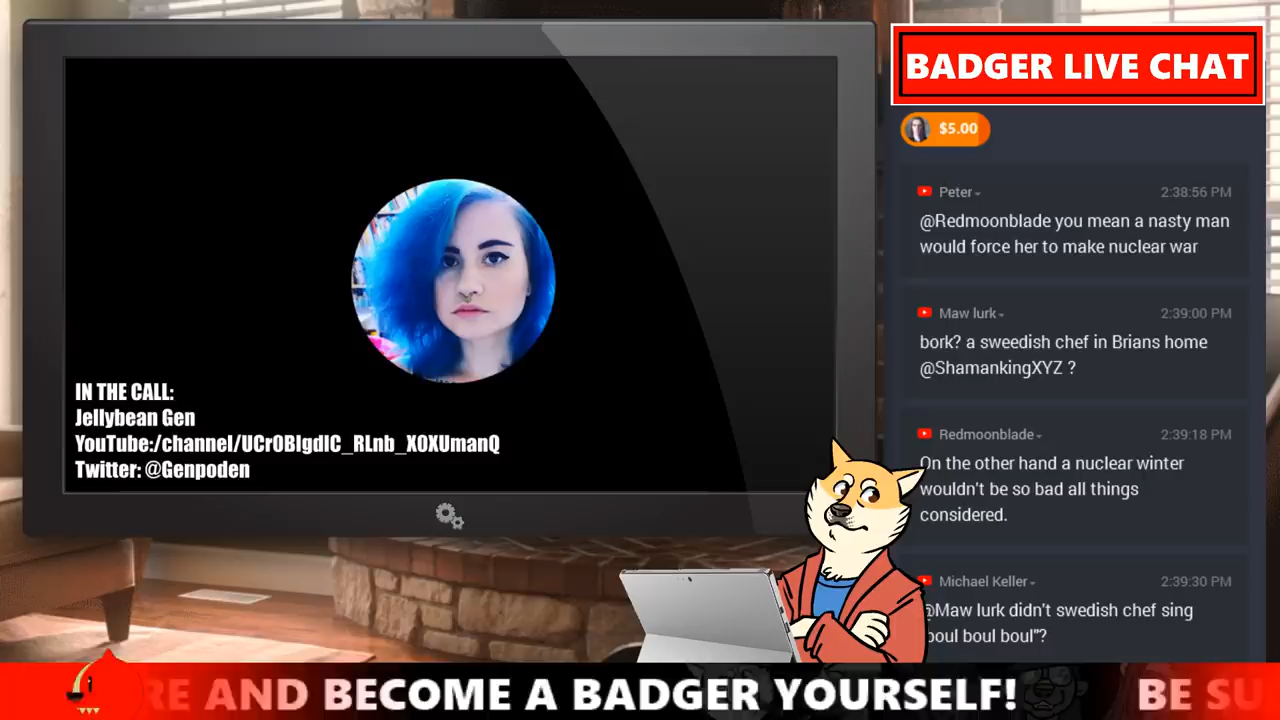 BADGER LIVE CHAT
$5.00
Peter
2:38:56 PM
@Redmoonblade you mean a nasty man
would force her to make nuclear war
Maw lurk
2:39:00 PM
bork? a sweedish chef in Brians home
@ShamankingXYZ ?
Redmoonblade
2:39:18 PM
On the other hand a nuclear winter
wouldn't be so bad all things
considered.
Michael Keller
2:39:30 PM
@Maw lurk didn't swedish chef sing
boul boul boul"?
IN THE CALL:
Jellybean Gen
YouTube:/channel/UCrOBIgdIC_RLnb_XOXUmanQ
Twitter: @Genpoden
RE AND BECOME A BADGER YOURSELF! BE SU